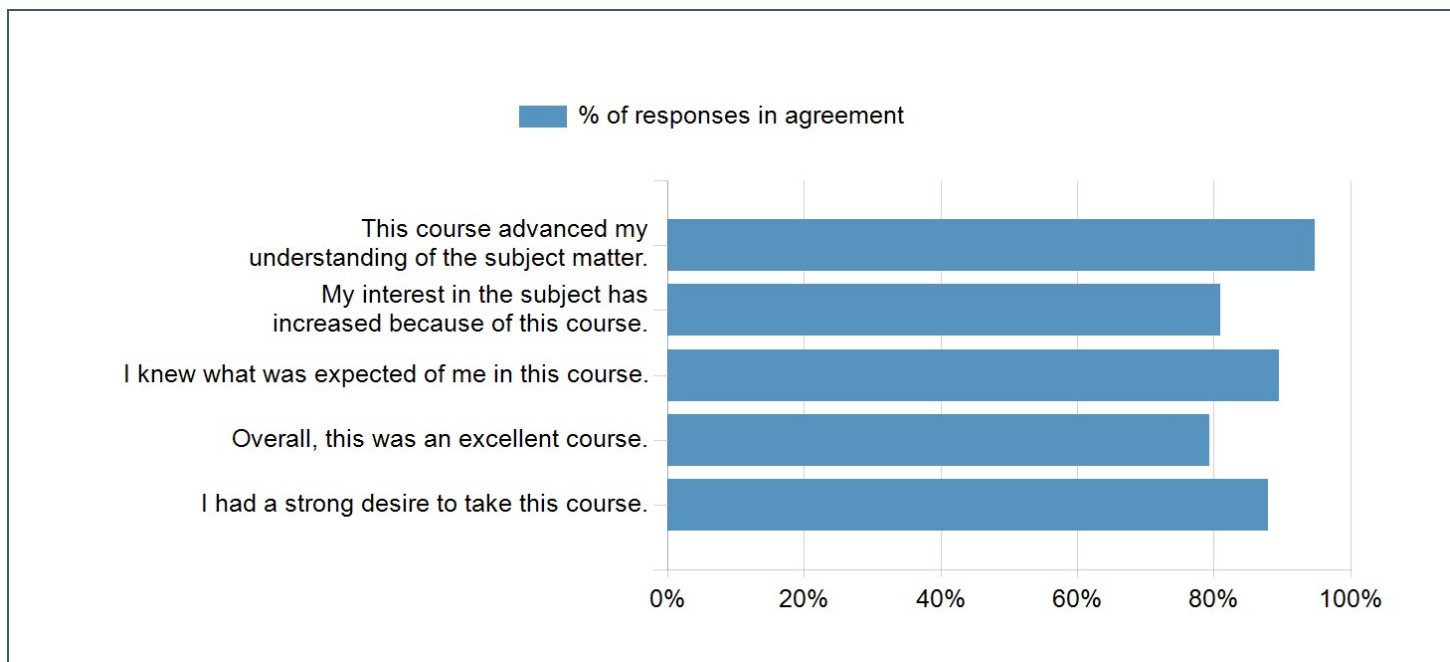 % of responses in agreement
This course advanced my
understanding of the subject matter.
My interest in the subject has
increased because of this course.
I knew what was expected of me in this course.
Overall, this was an excellent course.
I had a strong desire to take this course.
0% 20% 40% 60% 80% 100%